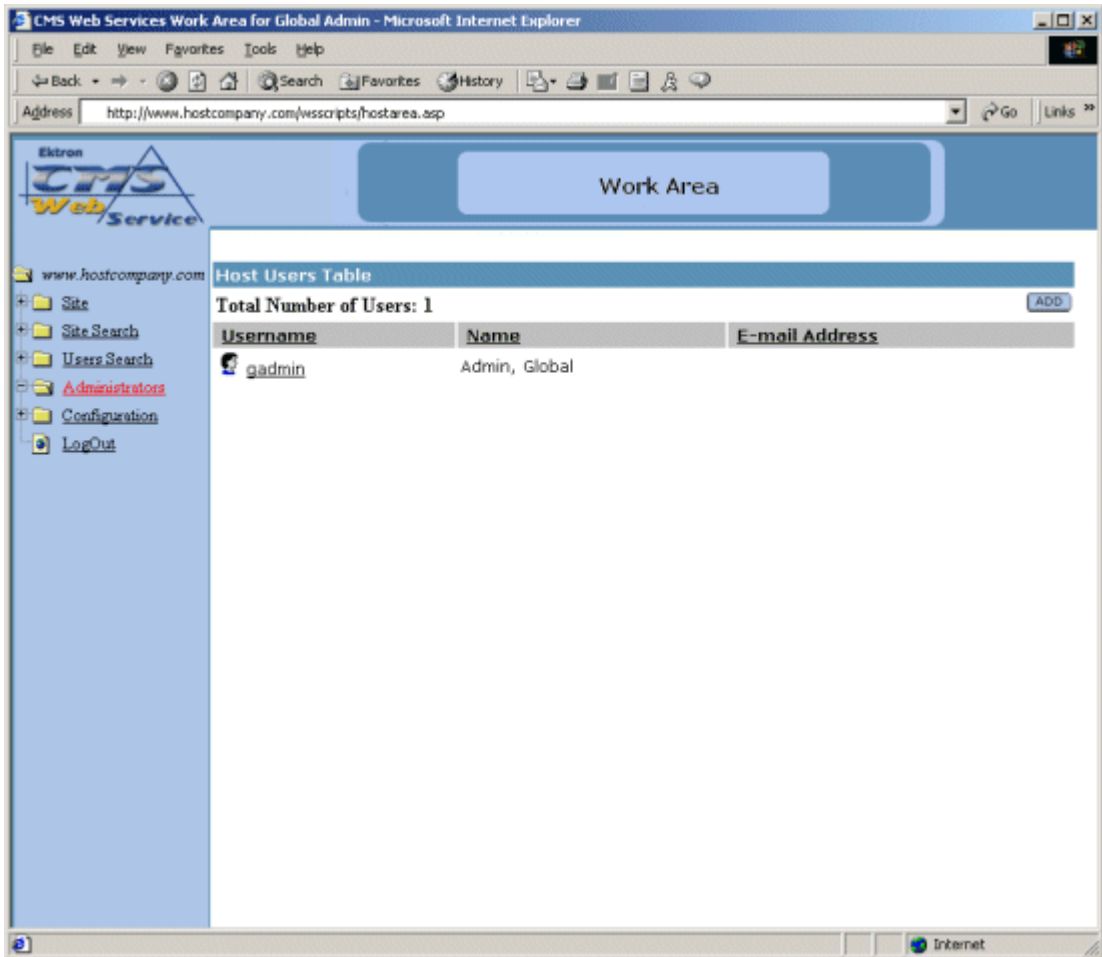 CMS Web Services Work Area for Global Admin - Microsoft Internet Explorer
File Edit View Favorites Tools Help
Back Search Favorites History
Address http://www.hostcompany.com/wsscripts/hostarea.asp Go Links »
Ektron
CMS
Web
Service
Work Area
www.hostcompany.com
Site
Site Search
Users Search
Administrators
Configuration
LogOut
Host Users Table
Total Number of Users: 1 ADD
Username Name E-mail Address
gadmin Admin, Global
Internet